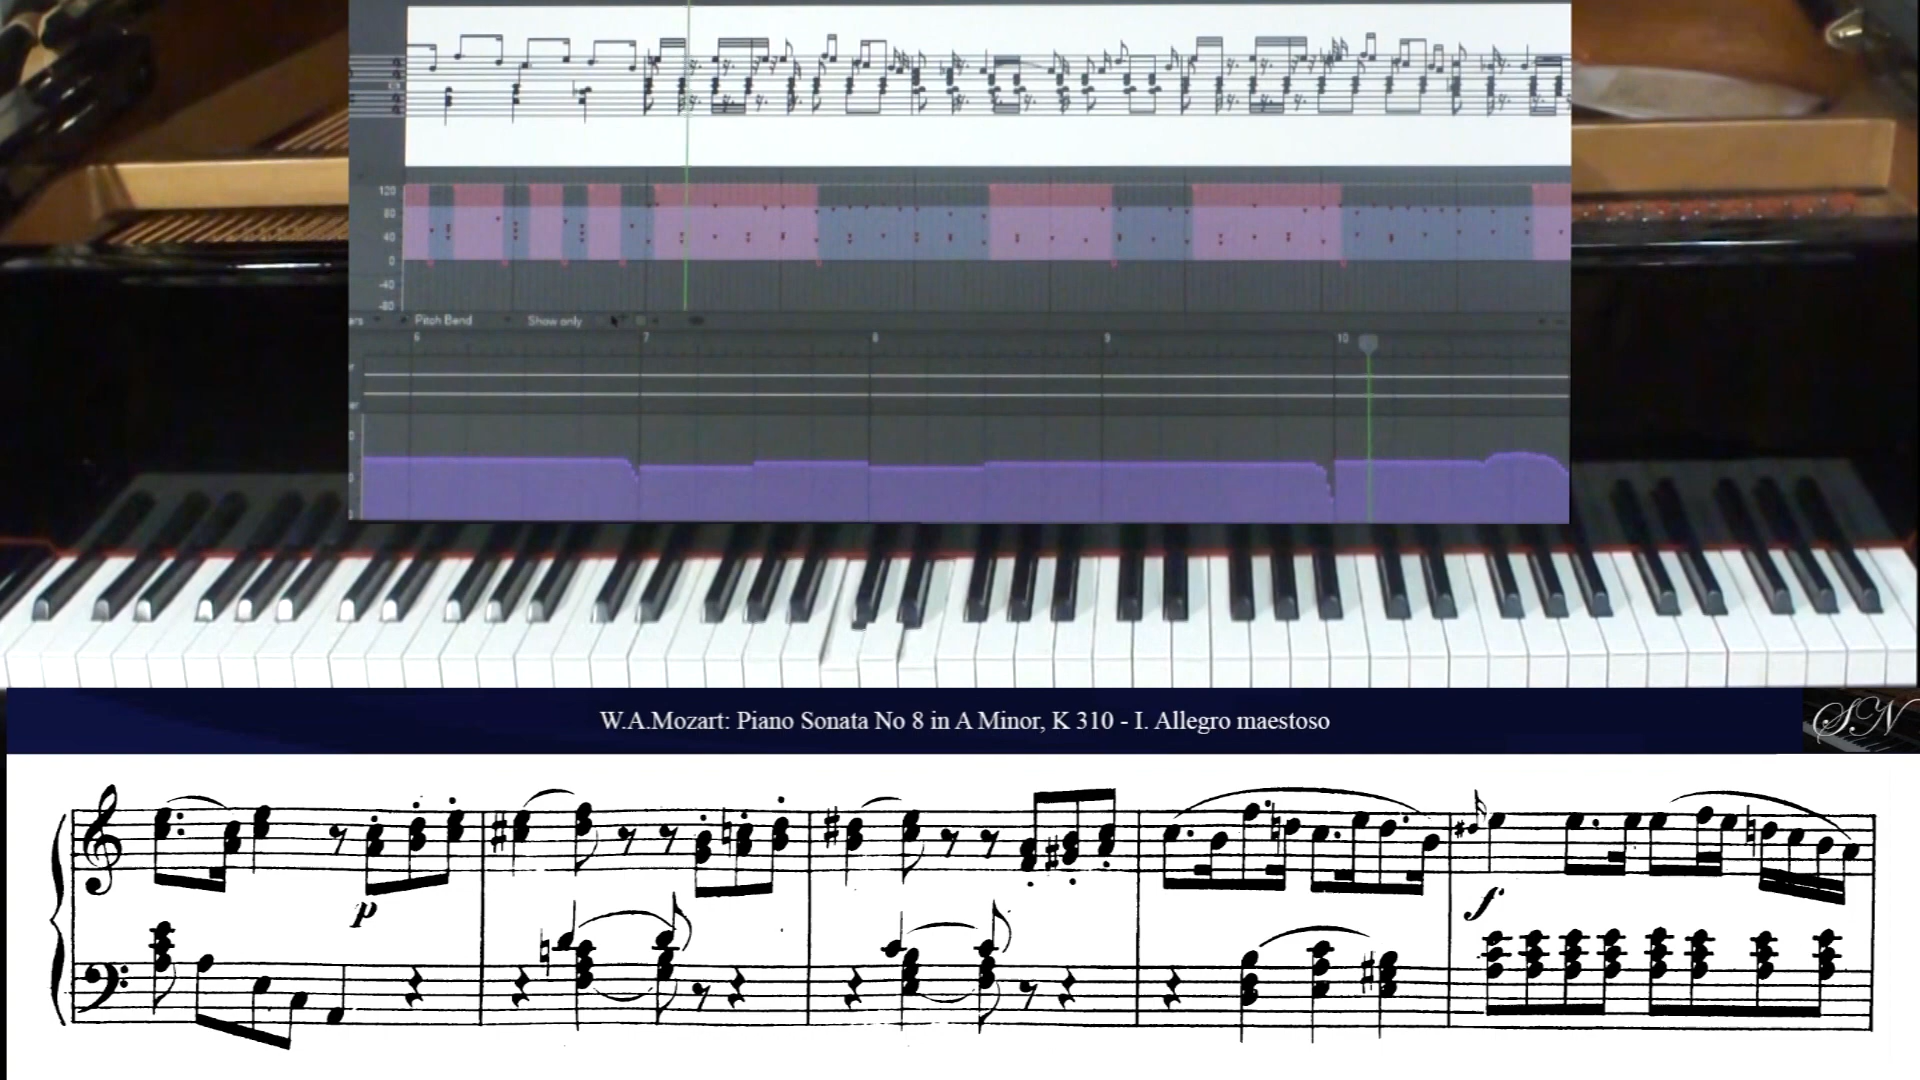 120
80
40
0
-40
-80
ers
Pitch Bend
Show only
6
7
8
9
10
W.A.Mozart: Piano Sonata No 8 in A Minor, K 310 - I. Allegro maestoso
S.N
p
f